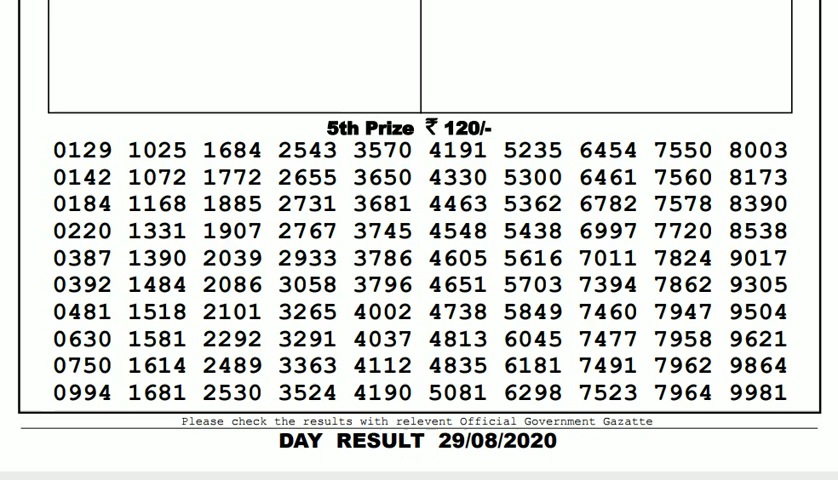 5th Prize ₹ 120/-
0129 1025 1684 2543 3570 4191 5235 6454 7550 8003
0142 1072 1772 2655 3650 4330 5300 6461 7560 8173
0184 1168 1885 2731 3681 4463 5362 6782 7578 8390
0220 1331 1907 2767 3745 4548 5438 6997 7720 8538
0387 1390 2039 2933 3786 4605 5616 7011 7824 9017
0392 1484 2086 3058 3796 4651 5703 7394 7862 9305
0481 1518 2101 3265 4002 4738 5849 7460 7947 9504
0630 1581 2292 3291 4037 4813 6045 7477 7958 9621
0750 1614 2489 3363 4112 4835 6181 7491 7962 9864
0994 1681 2530 3524 4190 5081 6298 7523 7964 9981
Please check the results with relevent Official Government Gazatte
DAY RESULT 29/08/2020